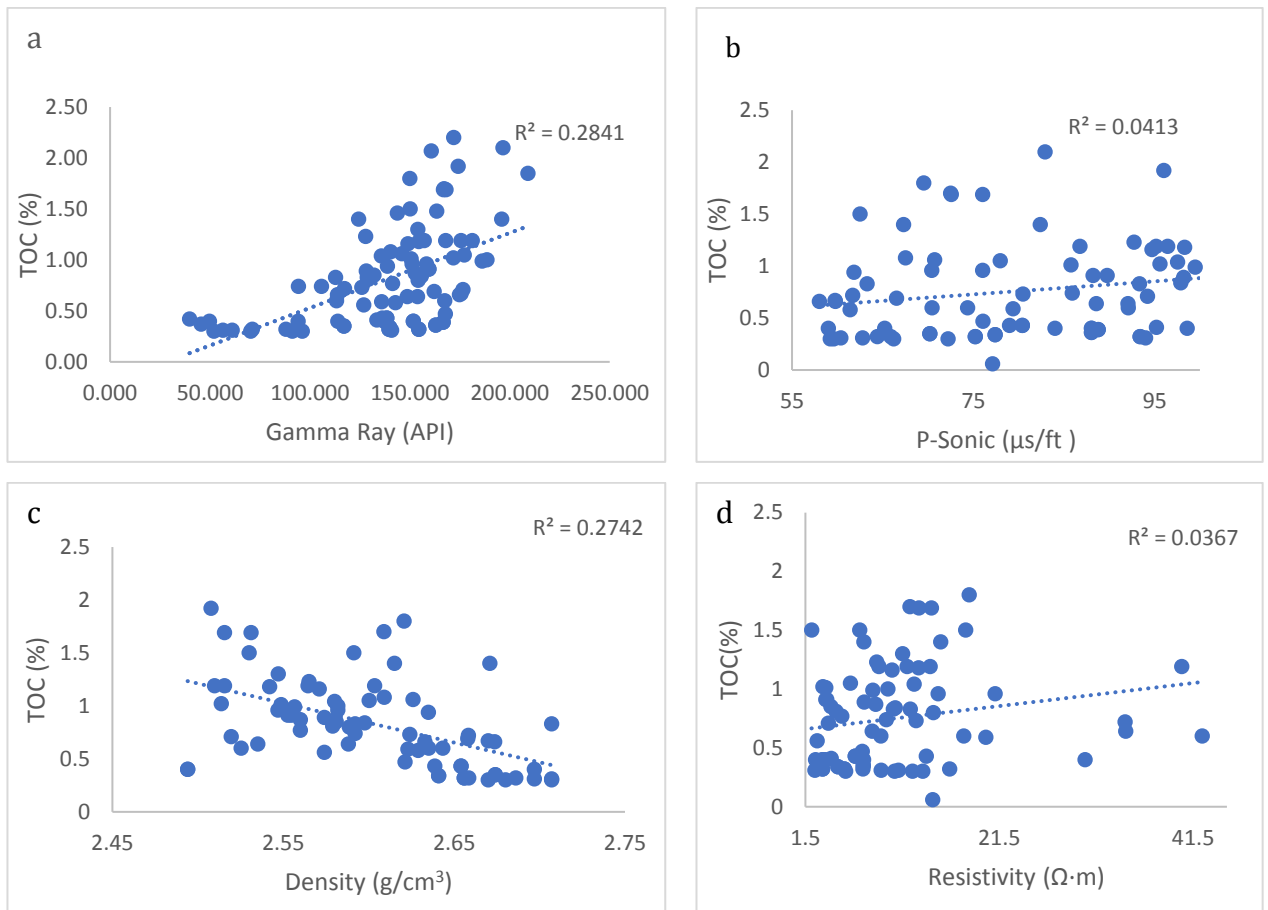 a
2.50
R² = 0.2841
2.00
1.50
1.00
0.50
0.00
TOC (%)
0.000 50.000 100.000 150.000 200.000 250.000
Gamma Ray (API)
b
2.5
R² = 0.0413
2
1.5
1
0.5
0
TOC (%)
55 75 95
P-Sonic (µs/ft )
c
R² = 0.2742
2.5
2
1.5
1
0.5
0
TOC (%)
2.45 2.55 2.65 2.75
Density (g/cm³)
d
2.5
R² = 0.0367
2
1.5
1
0.5
0
TOC(%)
1.5 21.5 41.5
Resistivity (Ω·m)